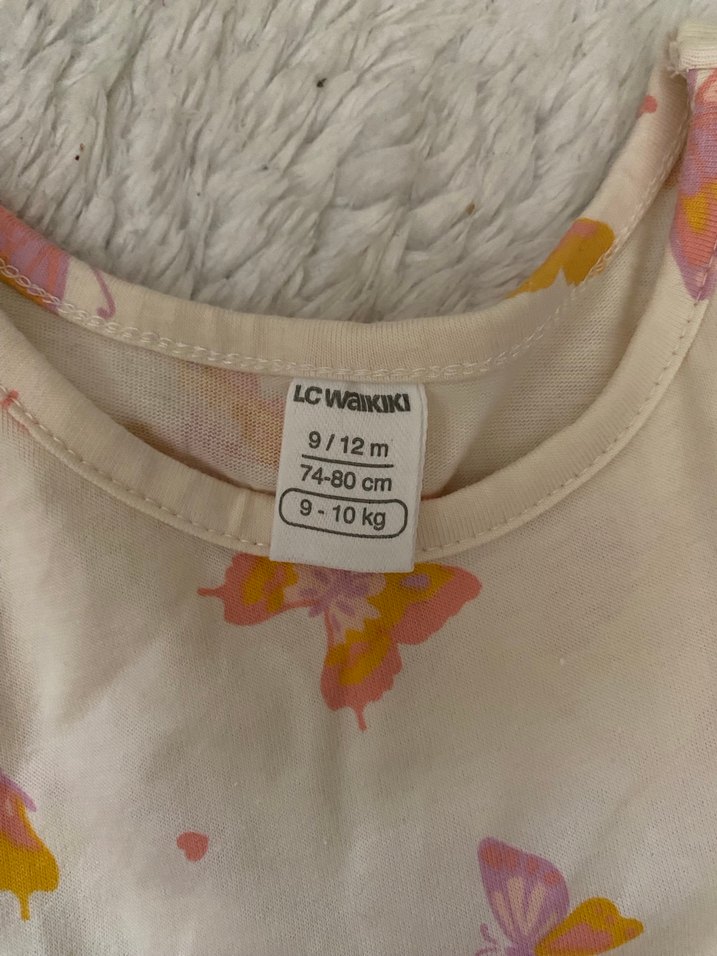 LC WAIKIKI
9 / 12 m
74-80 cm
9 - 10 kg